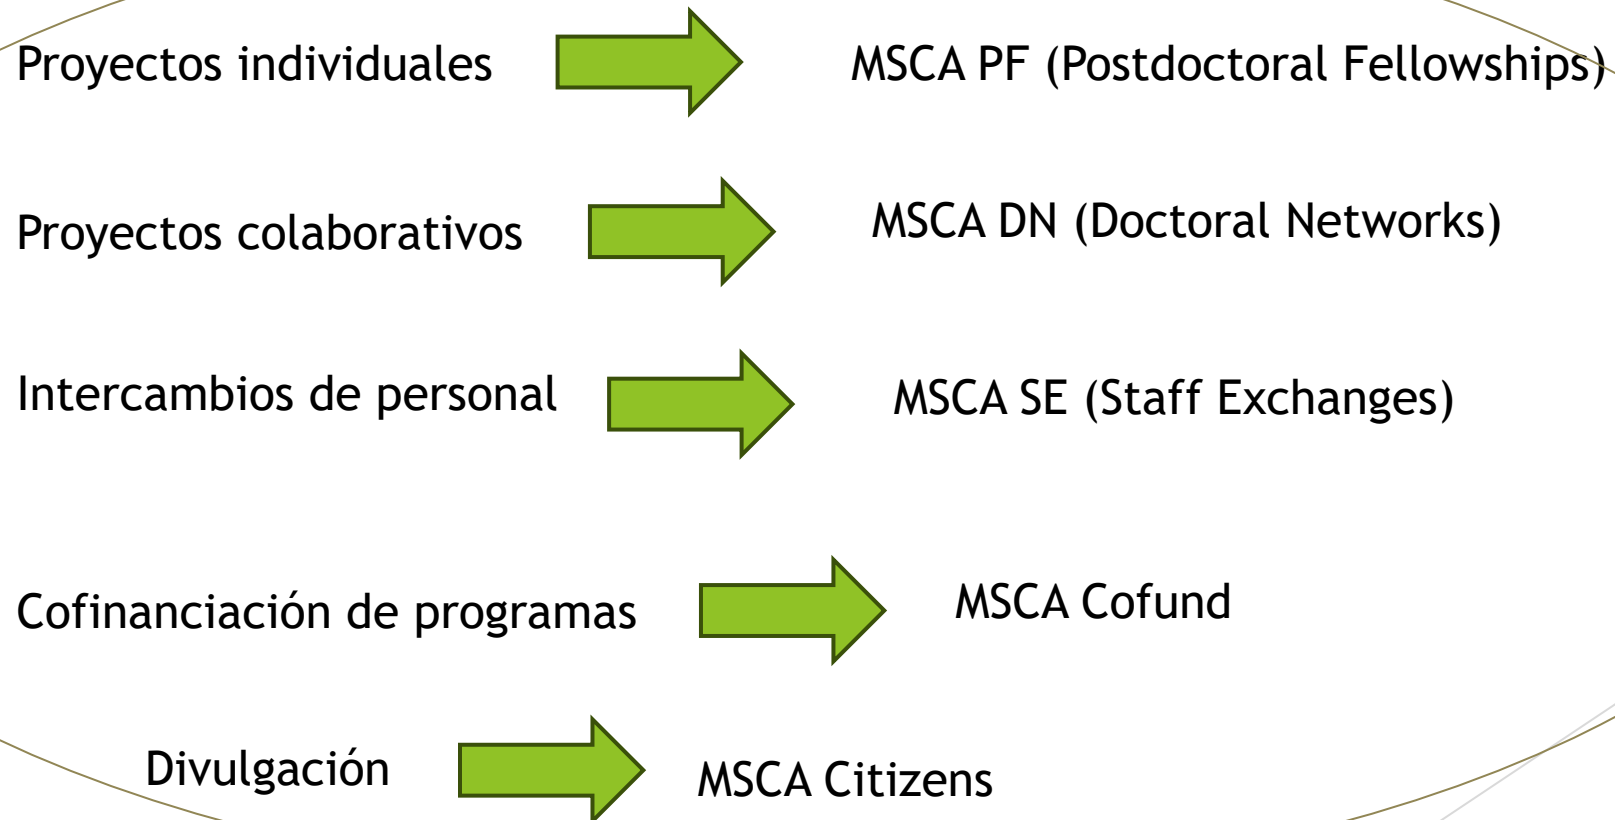 Proyectos individuales
MSCA PF (Postdoctoral Fellowships)
Proyectos colaborativos
MSCA DN (Doctoral Networks)
Intercambios de personal
MSCA SE (Staff Exchanges)
Cofinanciación de programas
MSCA Cofund
Divulgación
MSCA Citizens